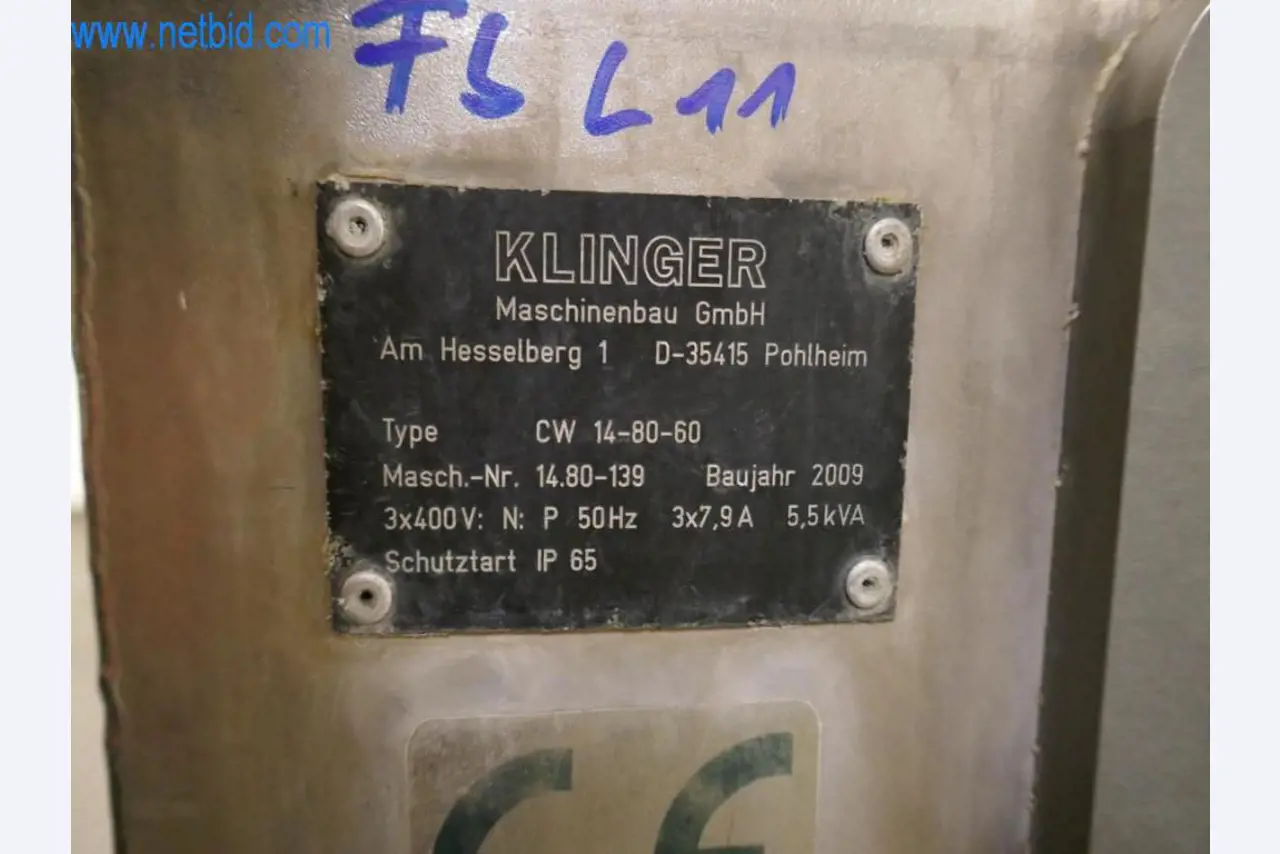 www.netbid.com
Fb L11
KLINGER
Maschinenbau GmbH
Am Hesselberg 1 D-35415 Pohlheim
Type CW 14-80-60
Masch.-Nr. 14.80-139 Baujahr 2009
3x400V: N: P 50Hz 3x7,9A 5,5kVA
Schutztart IP 65
CE